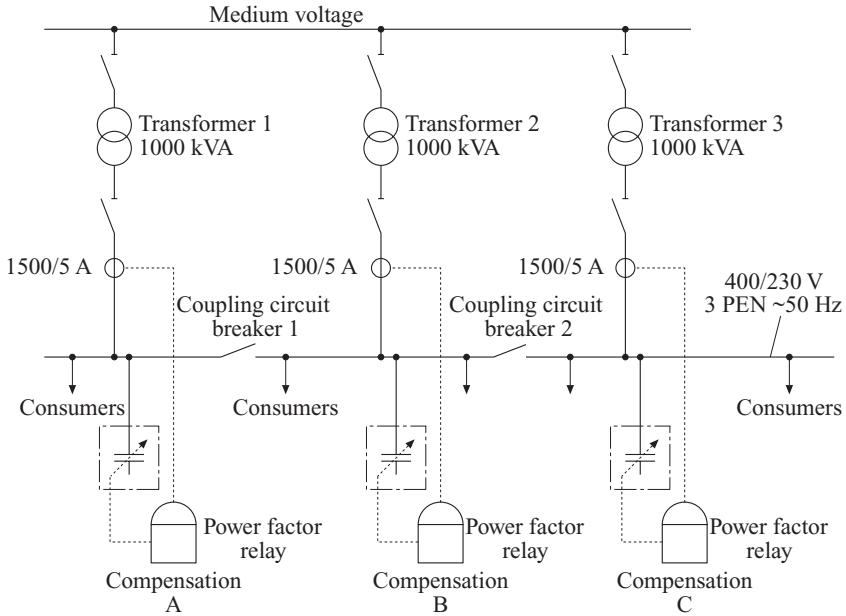 Medium voltage
Transformer 1
1000 kVA
Transformer 2
1000 kVA
Transformer 3
1000 kVA
1500/5 A
1500/5 A
1500/5 A
400/230 V
3 PEN ~50 Hz
Coupling circuit
breaker 1
Coupling circuit
breaker 2
Consumers
Consumers
Consumers
Power factor
relay
Power factor
relay
Power factor
relay
Compensation
A
Compensation
B
Compensation
C